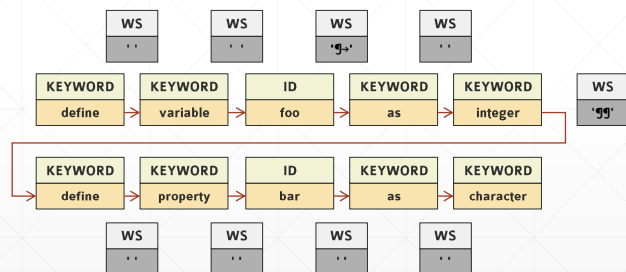 WS WS WS WS
' ' ' ' '¶→' ' '
KEYWORD KEYWORD ID KEYWORD KEYWORD WS
define variable foo as integer '¶¶'
KEYWORD KEYWORD ID KEYWORD KEYWORD
define property bar as character
WS WS WS WS
' ' ' ' ' ' ' '